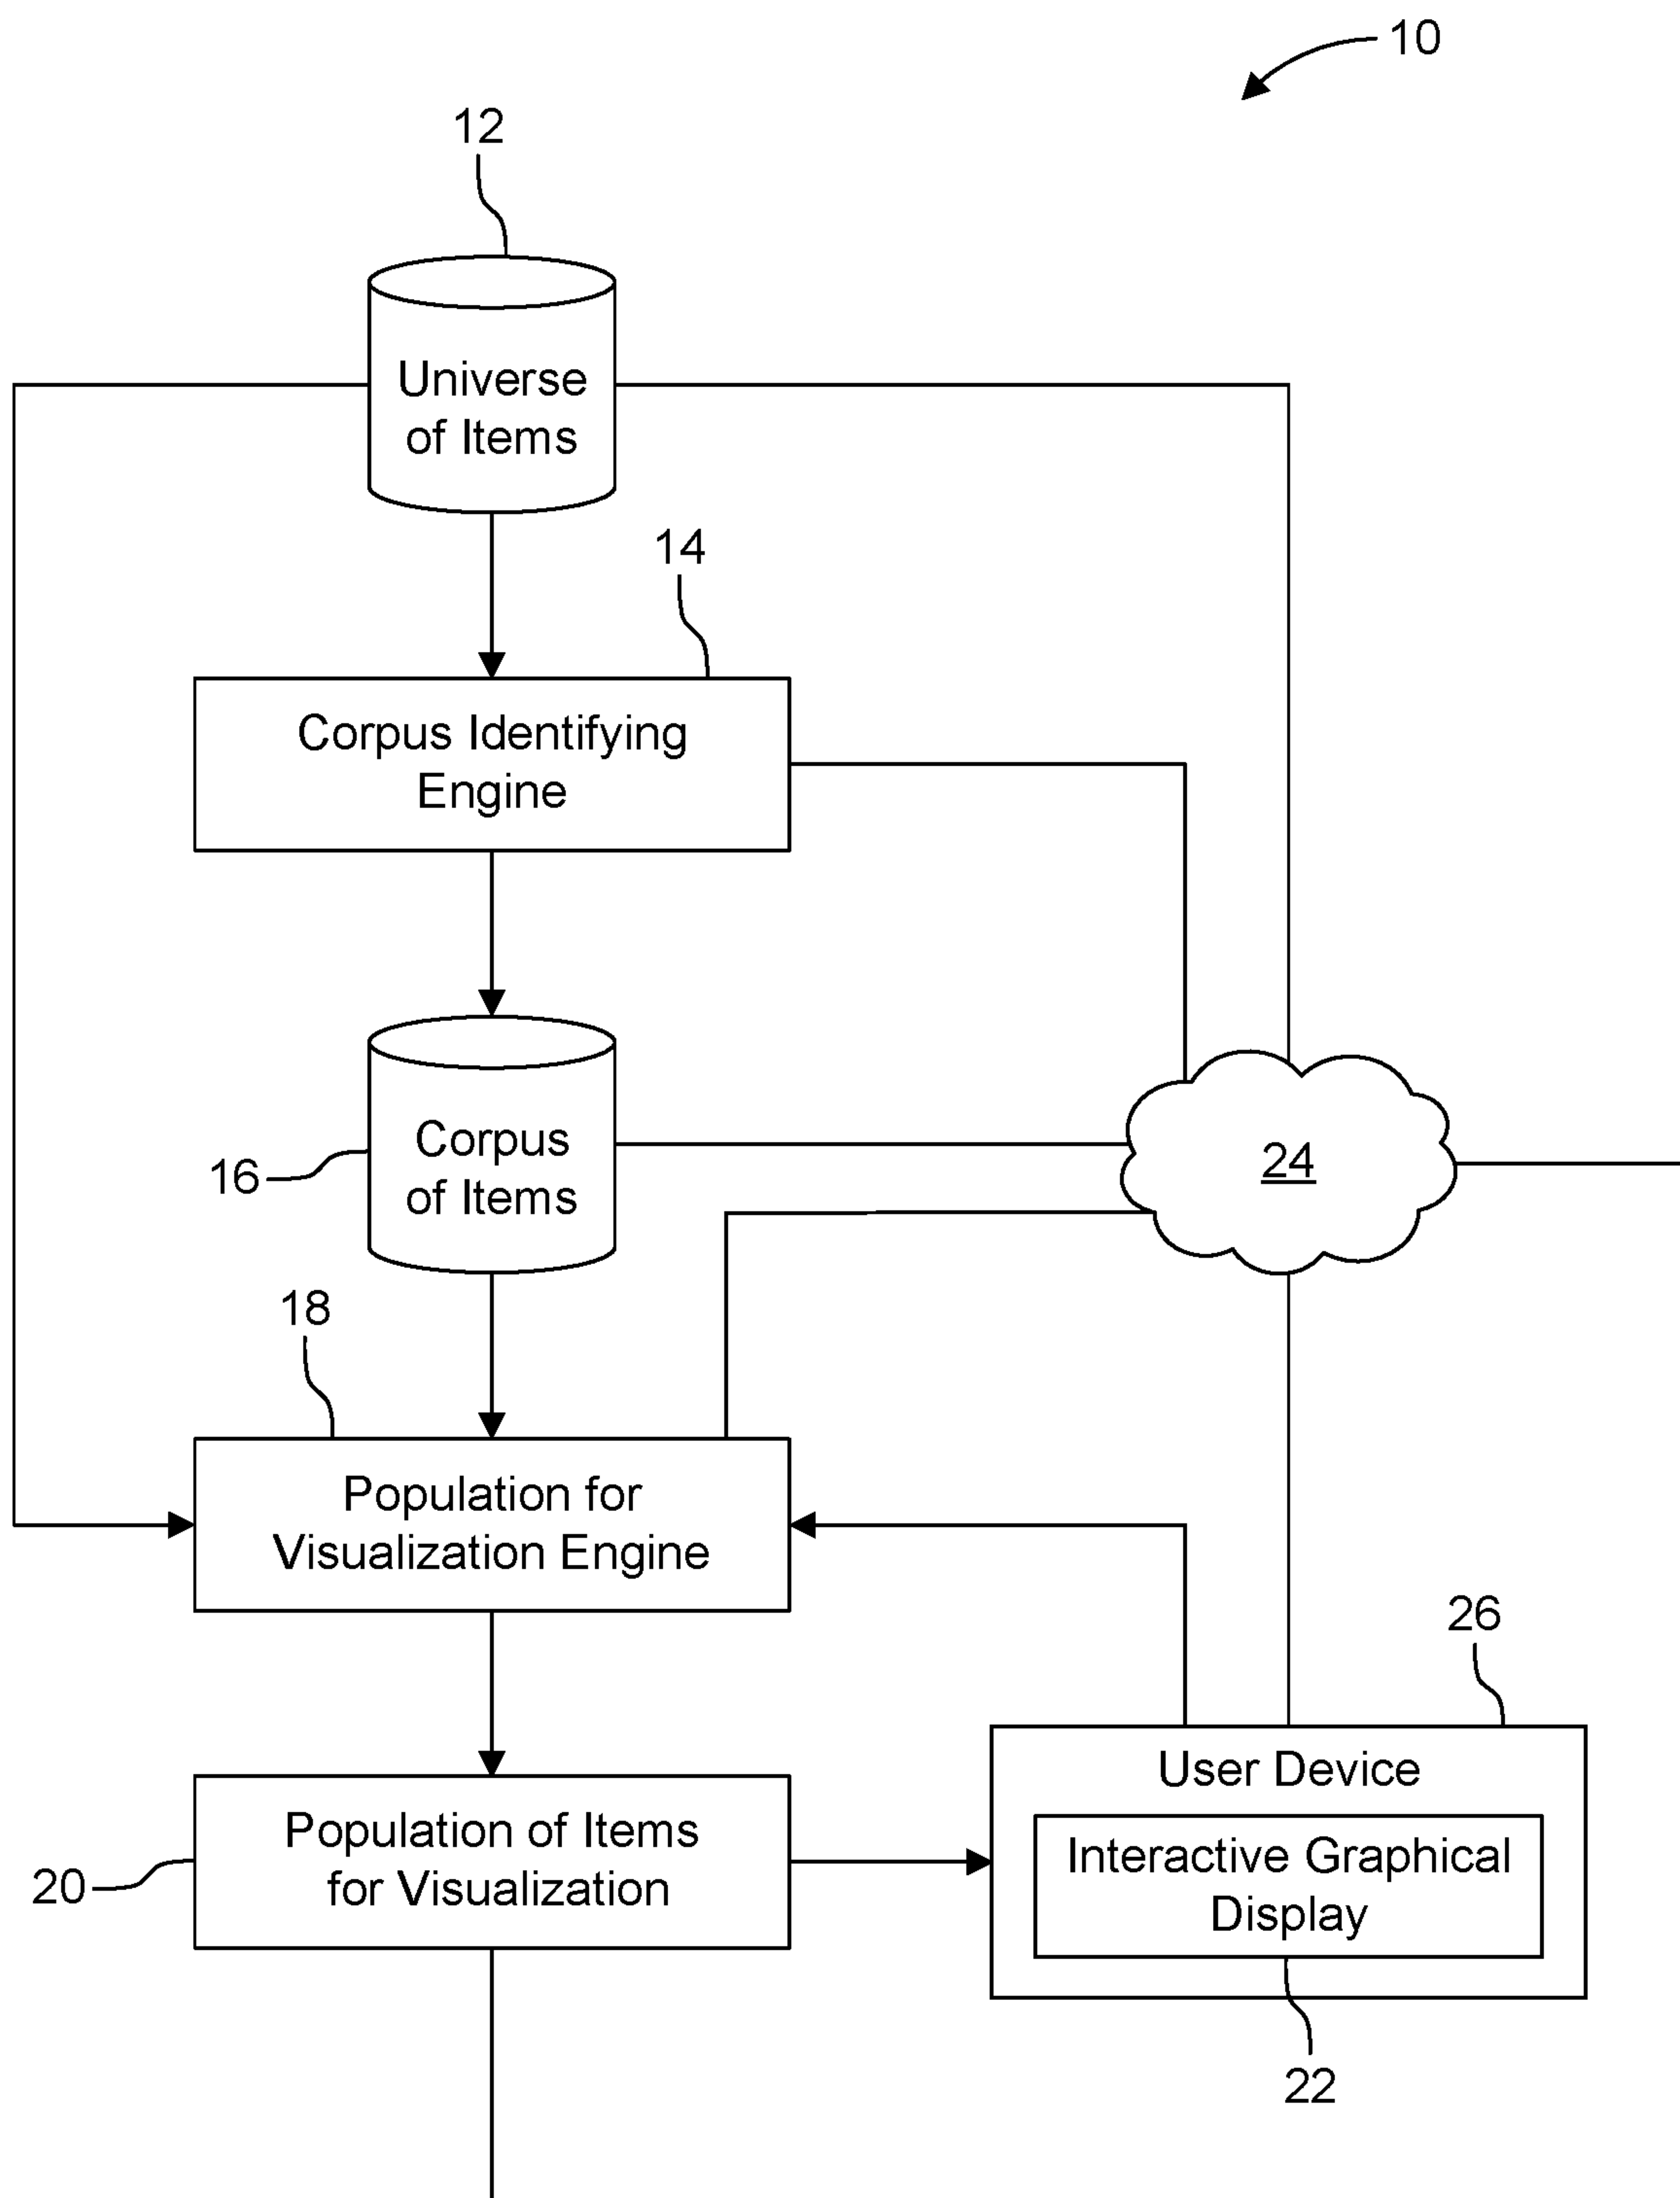 10
12
Universe
of Items
14
Corpus Identifying
Engine
Corpus
of Items
16
24
18
Population for
Visualization Engine
26
User Device
Population of Items
for Visualization
20
Interactive Graphical
Display
22